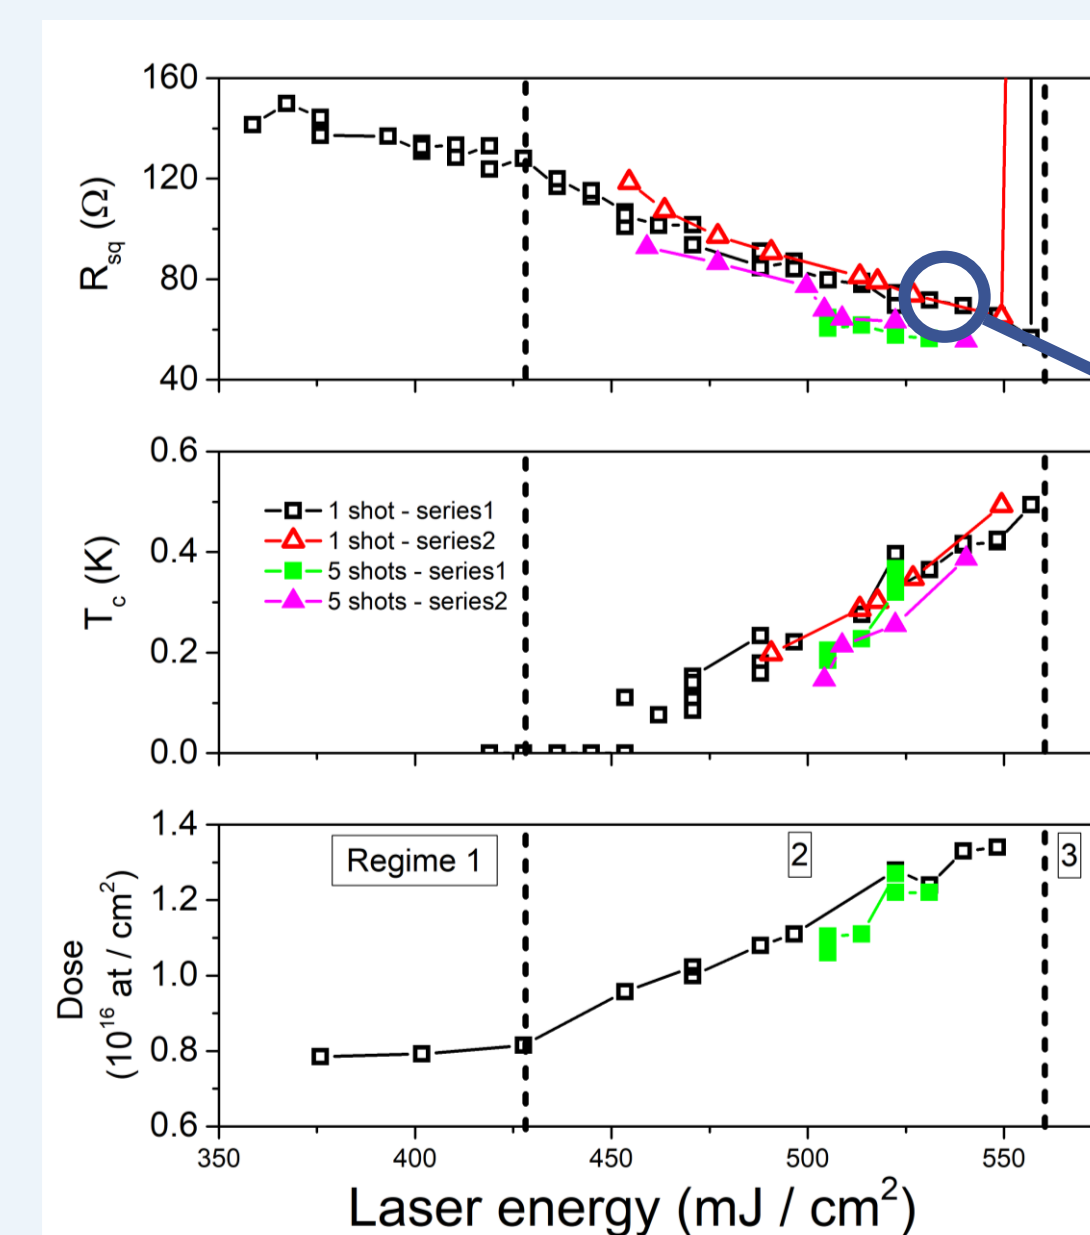 160
120
80
40
R_sq (Ω)
0.6
0.4
0.2
0.0
T_c (K)
1 shot - series1
1 shot - series2
5 shots - series1
5 shots - series2
1.4
1.2
1.0
0.8
0.6
Dose
(10^16 at / cm^2)
Regime 1
2
3
350 400 450 500 550
Laser energy (mJ / cm^2)